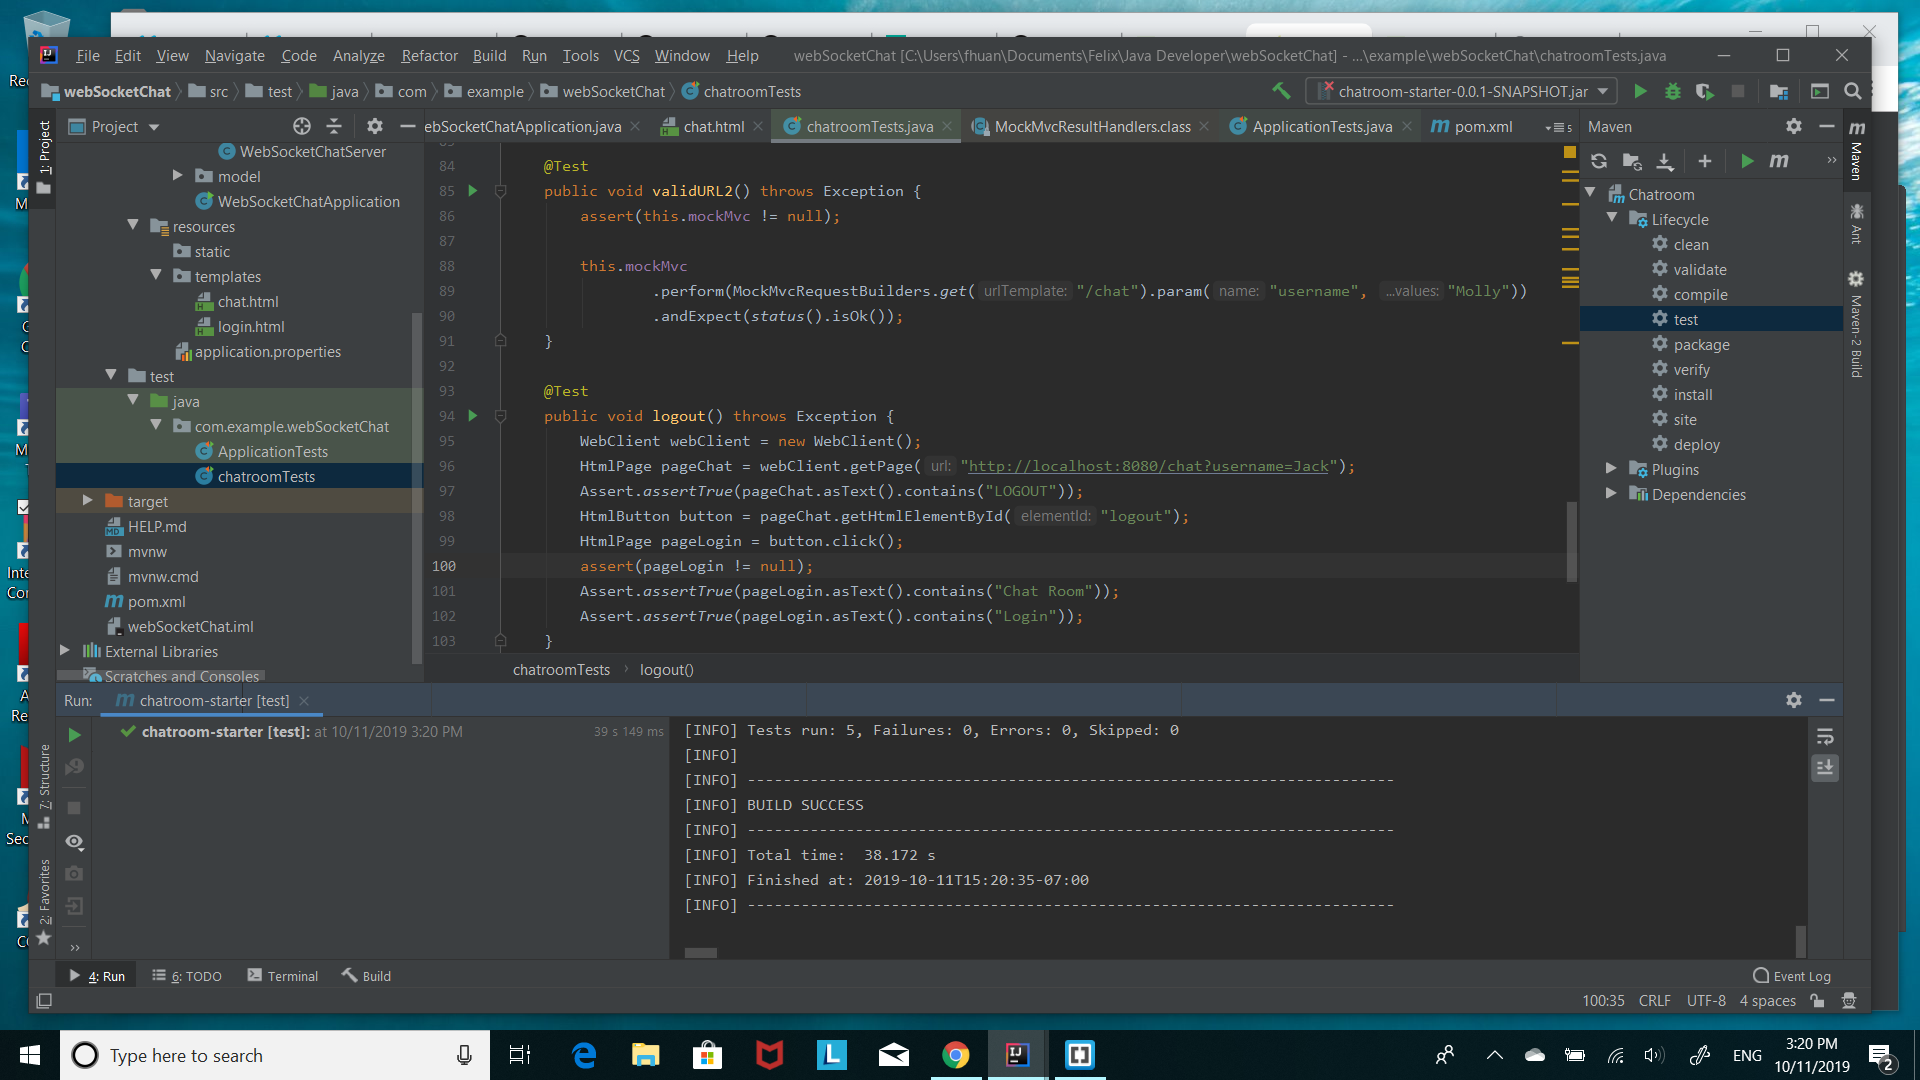 File Edit View Navigate Code Analyze Refactor Build Run Tools VCS Window Help webSocketChat [C:\Users\fhuan\Documents\Felix\Java Developer\webSocketChat] - ...\example\webSocketChat\chatroomTests.java
webSocketChat src test java com example webSocketChat chatroomTests chatroom-starter-0.0.1-SNAPSHOT.jar
Project ebSocketChatApplication.java chat.html chatroomTests.java MockMvcResultHandlers.class ApplicationTests.java pom.xml Maven
1: Project
WebSocketChatServer
model
WebSocketChatApplication
resources
static
templates
chat.html
login.html
application.properties
test
java
com.example.webSocketChat
ApplicationTests
chatroomTests
target
HELP.md
mvnw
mvnw.cmd
pom.xml
webSocketChat.iml
External Libraries
Scratches and Consoles
84 @Test
85 public void validURL2() throws Exception {
86 assert(this.mockMvc != null);
87
88 this.mockMvc
89 .perform(MockMvcRequestBuilders.get( urlTemplate: "/chat").param( name: "username", ...values: "Molly"))
90 .andExpect(status().isOk());
91 }
92
93 @Test
94 public void logout() throws Exception {
95 WebClient webClient = new WebClient();
96 HtmlPage pageChat = webClient.getPage( url: "http://localhost:8080/chat?username=Jack");
97 Assert.assertTrue(pageChat.asText().contains("LOGOUT"));
98 HtmlButton button = pageChat.getHtmlElementById( elementId: "logout");
99 HtmlPage pageLogin = button.click();
100 assert(pageLogin != null);
101 Assert.assertTrue(pageLogin.asText().contains("Chat Room"));
102 Assert.assertTrue(pageLogin.asText().contains("Login"));
103 }
chatroomTests logout()
Chatroom
Lifecycle
clean
validate
compile
test
package
verify
install
site
deploy
Plugins
Dependencies
Maven
Ant
Maven-2 Build
Run: chatroom-starter [test]
chatroom-starter [test]: at 10/11/2019 3:20 PM 39 s 149 ms
[INFO] Tests run: 5, Failures: 0, Errors: 0, Skipped: 0
[INFO]
[INFO] ------------------------------------------------------------------------
[INFO] BUILD SUCCESS
[INFO] ------------------------------------------------------------------------
[INFO] Total time:  38.172 s
[INFO] Finished at: 2019-10-11T15:20:35-07:00
[INFO] ------------------------------------------------------------------------
7: Structure
2: Favorites
4: Run 6: TODO Terminal Build Event Log
100:35 CRLF UTF-8 4 spaces
Type here to search
ENG
3:20 PM
10/11/2019
2